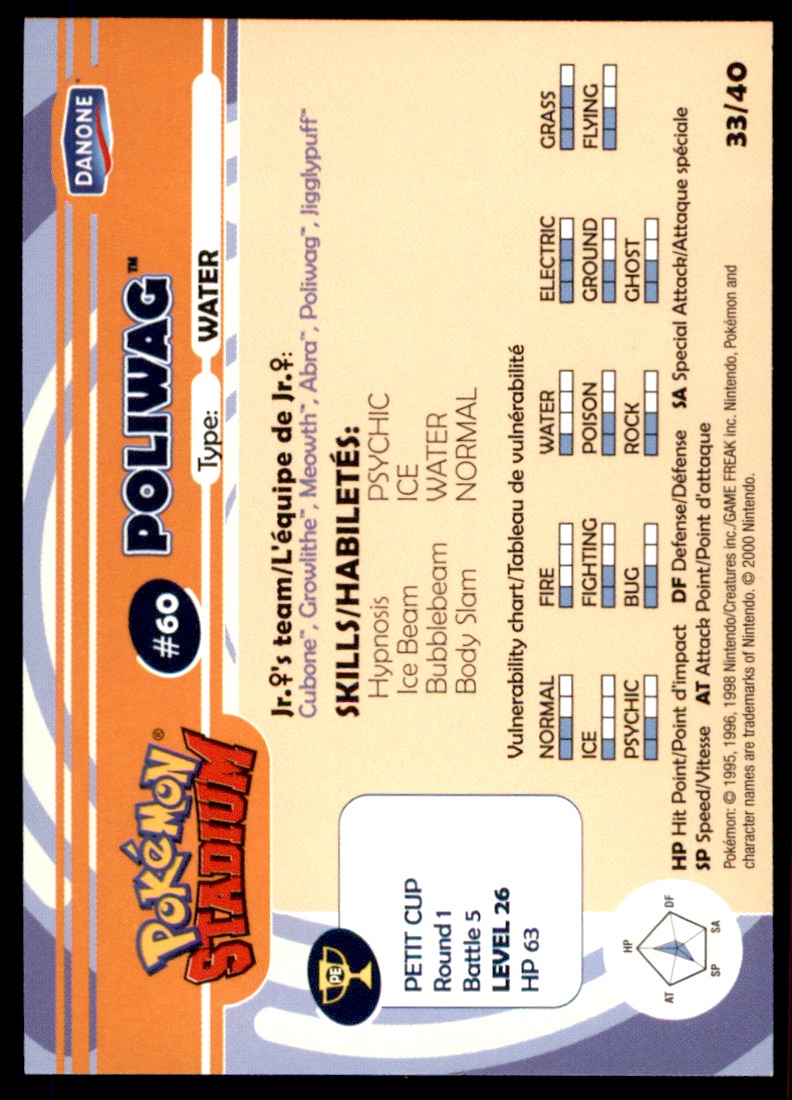 DANONE
POKéMON®
STADIUM
#60 POLIWAG™
Type: WATER
PE
PETIT CUP
Round 1
Battle 5
LEVEL 26
HP 63
Jr.♀'s team/L'équipe de Jr.♀:
Cubone™, Growlithe™, Meowth™, Abra™, Poliwag™, Jigglypuff™
SKILLS/HABILETÉS:
Hypnosis PSYCHIC
Ice Beam ICE
Bubblebeam WATER
Body Slam NORMAL
Vulnerability chart/Tableau de vulnérabilité
NORMAL FIRE WATER ELECTRIC GRASS
ICE FIGHTING POISON GROUND FLYING
PSYCHIC BUG ROCK GHOST
HP
AT DF
SP SA
HP Hit Point/Point d'impact DF Defense/Défense SA Special Attack/Attaque spéciale
SP Speed/Vitesse AT Attack Point/Point d'attaque
Pokémon: © 1995, 1996, 1998 Nintendo/Creatures inc./GAME FREAK inc. Nintendo, Pokémon and
character names are trademarks of Nintendo. © 2000 Nintendo.
33/40